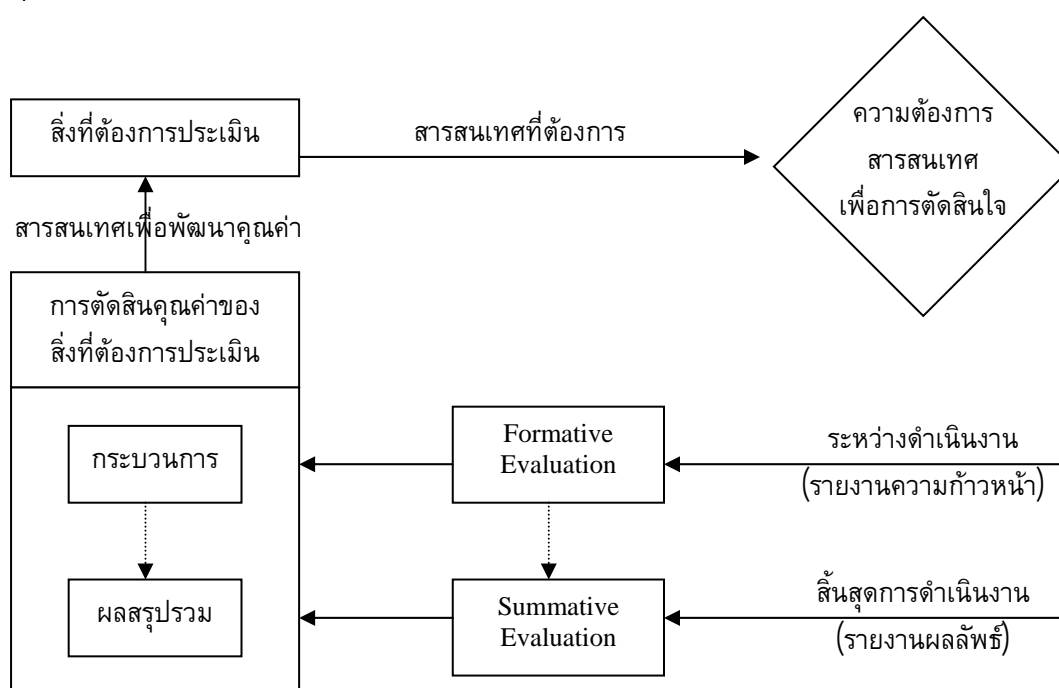 สิ่งที่ต้องการประเมิน
สารสนเทศที่ต้องการ
ความต้องการ
สารสนเทศ
เพื่อการตัดสินใจ
สารสนเทศเพื่อพัฒนาคุณค่า
การตัดสินคุณค่าของ
สิ่งที่ต้องการประเมิน
กระบวนการ
Formative
Evaluation
ระหว่างดำเนินงาน
(รายงานความก้าวหน้า)
ผลสรุปรวม
Summative
Evaluation
สิ้นสุดการดำเนินงาน
(รายงานผลลัพธ์)